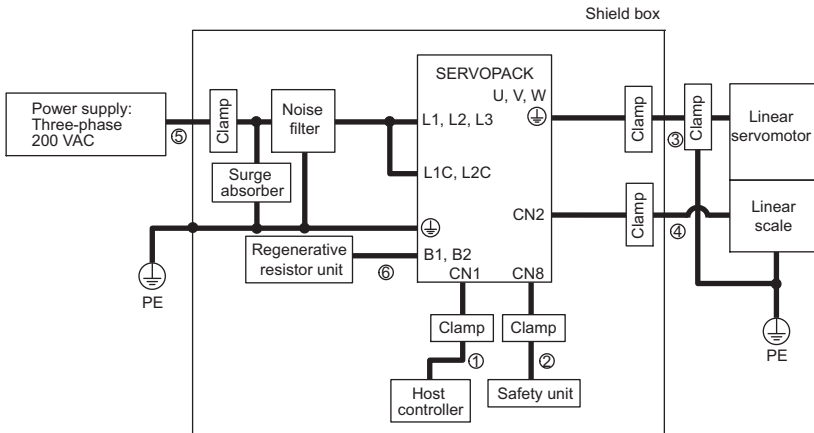 Shield box
Power supply:
Three-phase
200 VAC
⑤
Clamp
Noise
filter
Surge
absorber
SERVOPACK
U, V, W
L1, L2, L3
L1C, L2C
CN2
B1, B2
CN1
CN8
Clamp
③
Clamp
Linear
servomotor
Clamp
④
Linear
scale
Regenerative
resistor unit
⑥
PE
PE
Clamp
①
Host
controller
Clamp
②
Safety unit